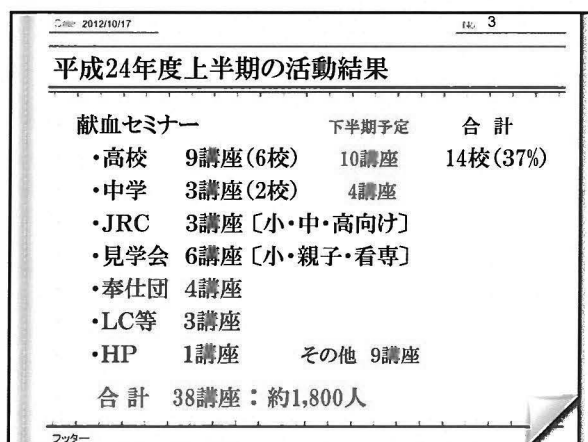 Date 2012/10/17 No. 3
平成24年度上半期の活動結果
献血セミナー 下半期予定 合計
・高校 9講座(6校) 10講座 14校(37%)
・中学 3講座(2校) 4講座
・JRC 3講座〔小・中・高向け〕
・見学会 6講座〔小・親子・看専〕
・奉仕団 4講座
・LC等 3講座
・HP 1講座 その他 9講座
合計 38講座：約1,800人
フッター